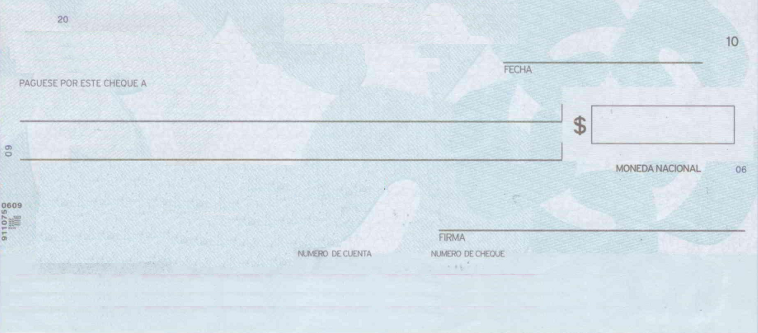 20
10
FECHA
PAGUESE POR ESTE CHEQUE A
$
09
MONEDA NACIONAL 06
0609
9110750
FIRMA
NUMERO DE CUENTA NUMERO DE CHEQUE